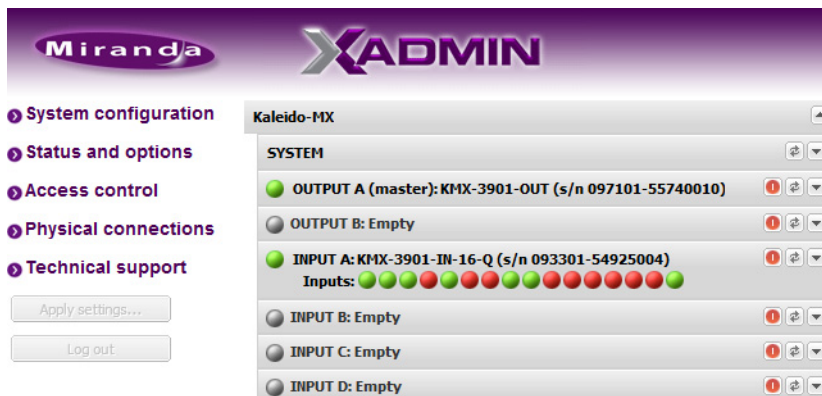 Miranda
XADMIN
System configuration
Status and options
Access control
Physical connections
Technical support
Apply settings...
Log out
Kaleido-MX
SYSTEM
OUTPUT A (master): KMX-3901-OUT (s/n 097101-55740010)
OUTPUT B: Empty
INPUT A: KMX-3901-IN-16-Q (s/n 093301-54925004)
Inputs:
INPUT B: Empty
INPUT C: Empty
INPUT D: Empty